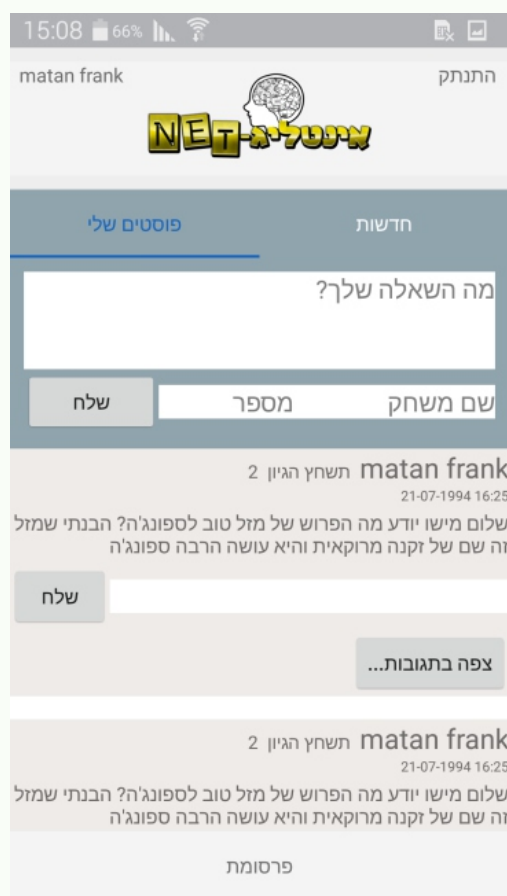 15:08 66%
התנתק
matan frank
אינטליג-NET
חדשות
פוסטים שלי
מה השאלה שלך?
שם משחק
מספר
שלח
matan frank תשחץ הגיון 2
21-07-1994 16:25
שלום מישו יודע מה הפרוש של מזל טוב לספונג'ה? הבנתי שמזל
זה שם של זקנה מרוקאית והיא עושה הרבה ספונג'ה
שלח
צפה בתגובות...
matan frank תשחץ הגיון 2
21-07-1994 16:25
שלום מישו יודע מה הפרוש של מזל טוב לספונג'ה? הבנתי שמזל
זה שם של זקנה מרוקאית והיא עושה הרבה ספונג'ה
פרסומת